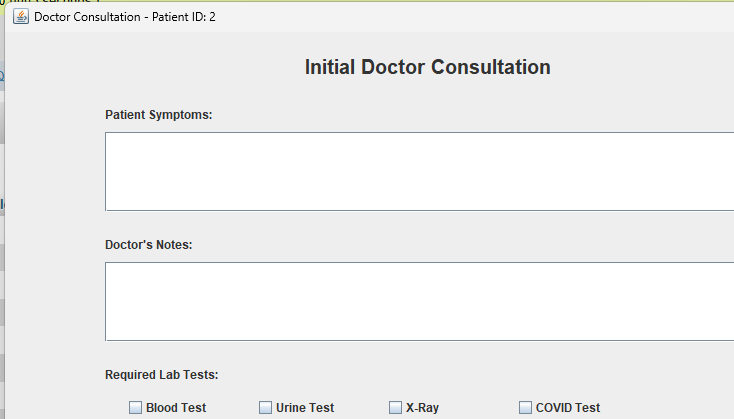 Doctor Consultation - Patient ID: 2
Initial Doctor Consultation
Patient Symptoms:
Doctor's Notes:
Required Lab Tests:
Blood Test Urine Test X-Ray COVID Test